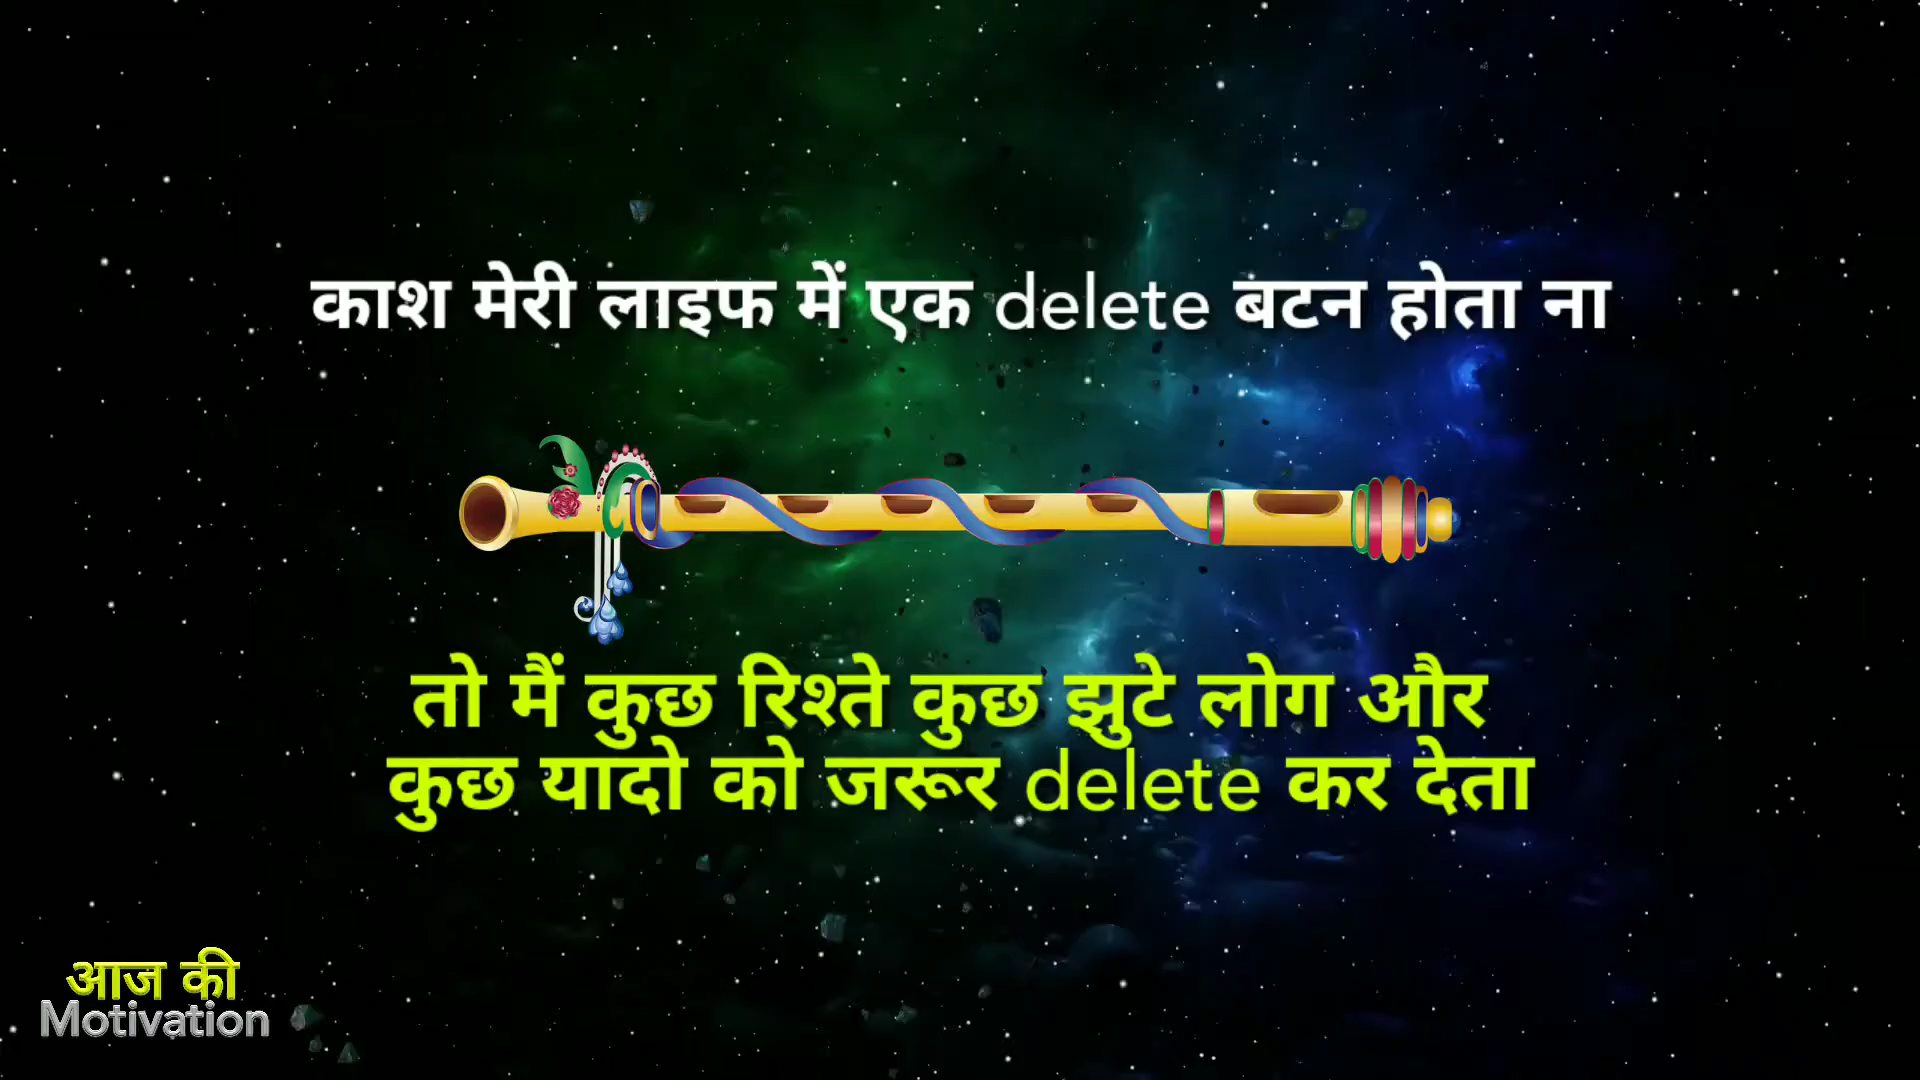 काश मेरी लाइफ में एक delete बटन होता ना
तो मैं कुछ रिश्ते कुछ झुटे लोग और
कुछ यादो को जरूर delete कर देता
आज की
Motivation